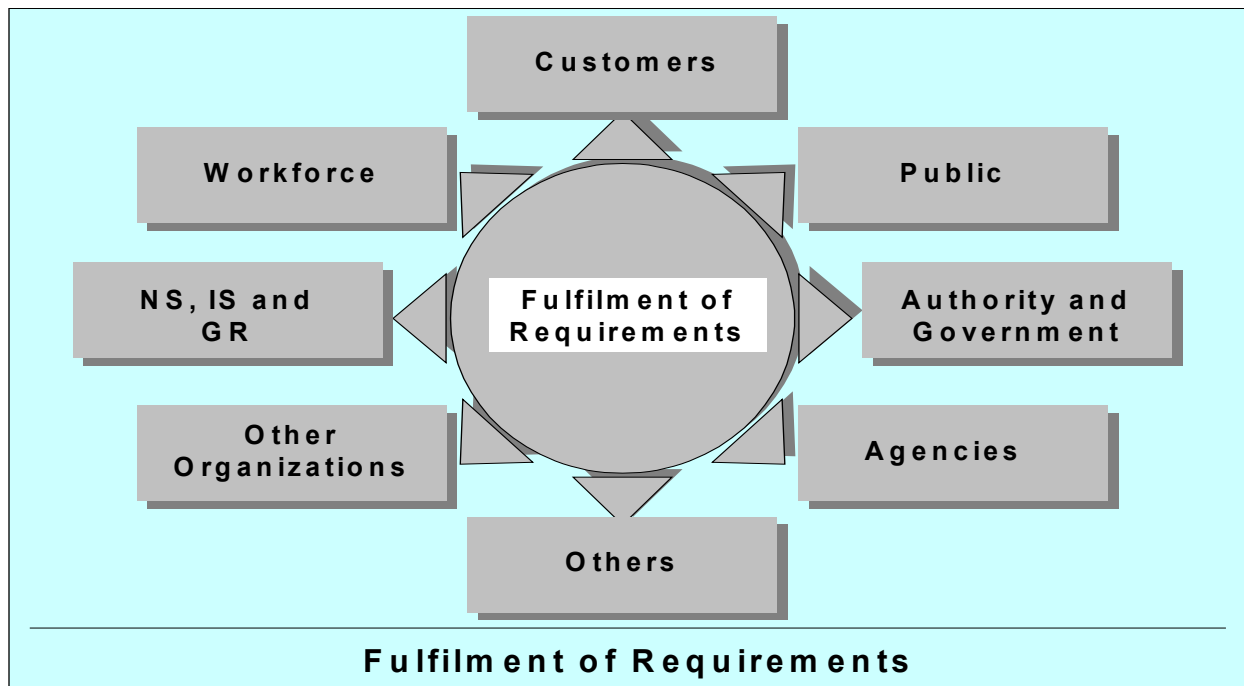 Customers
Workforce
Public
NS, IS and
GR
Fulfilment of
Requirements
Authority and
Government
Other
Organizations
Agencies
Others
Fulfilment of Requirements